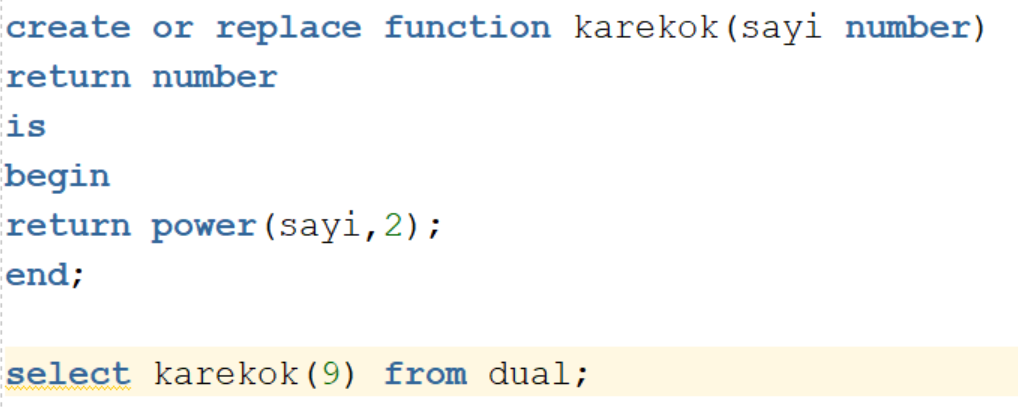 create or replace function karekok(sayi number)
return number
is
begin
return power(sayi,2);
end;
select karekok(9) from dual;